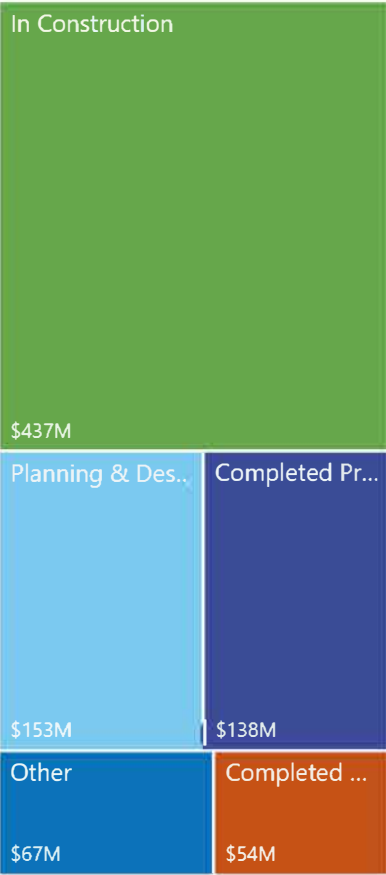 In Construction
$437M
Planning & Des..
Completed Pr...
$153M
$138M
Other
Completed ...
$67M
$54M